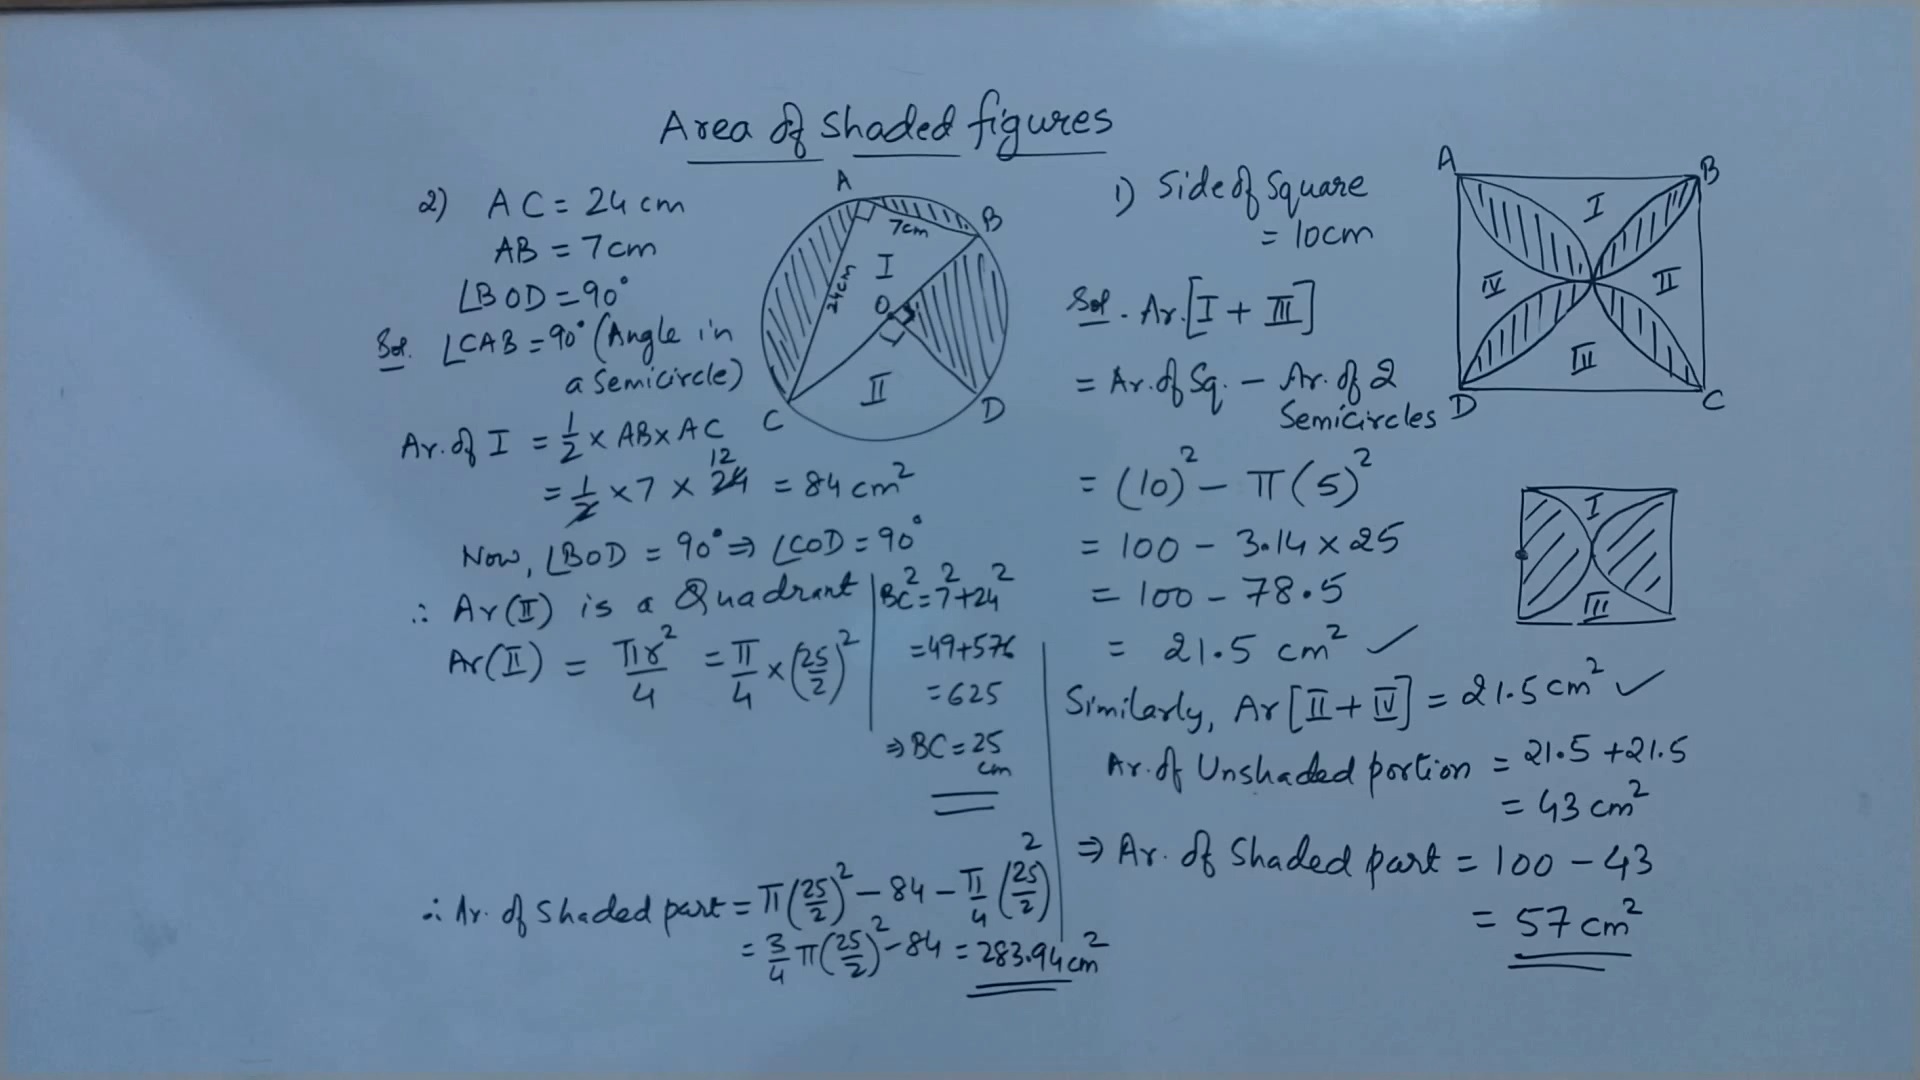 Area of shaded figures
2) AC = 24 cm
AB = 7cm
∠BOD = 90°
Sol. ∠CAB = 90° (Angle in
a Semicircle)
Ar. of I = 1/2 × AB × AC
= 1/2 × 7 × 24 12 = 84 cm²
Now, ∠BOD = 90° ⇒ ∠COD = 90°
∴ Ar(II) is a Quadrant
Ar(II) = πr²/4 = π/4 × (25/2)²
BC² = 7² + 24²
= 49 + 576
= 625
⇒ BC = 25
cm
∴ Ar. of Shaded part = π(25/2)² − 84 − π/4 (25/2)²
= 3/4 π(25/2)² − 84 = 283.94 cm²
A
B
7cm
I
24cm
O
II
C
D
1) Side of Square
= 10cm
Sol. Ar.[I + III]
= Ar. of Sq. − Ar. of 2
Semicircles
= (10)² − π(5)²
= 100 − 3.14 × 25
= 100 − 78.5
= 21.5 cm² ✓
Similarly, Ar[II + IV] = 21.5 cm² ✓
Ar. of Unshaded portion = 21.5 + 21.5
= 43 cm²
⇒ Ar. of Shaded part = 100 − 43
= 57 cm²
A
B
I
IV
II
III
D
C
I
III